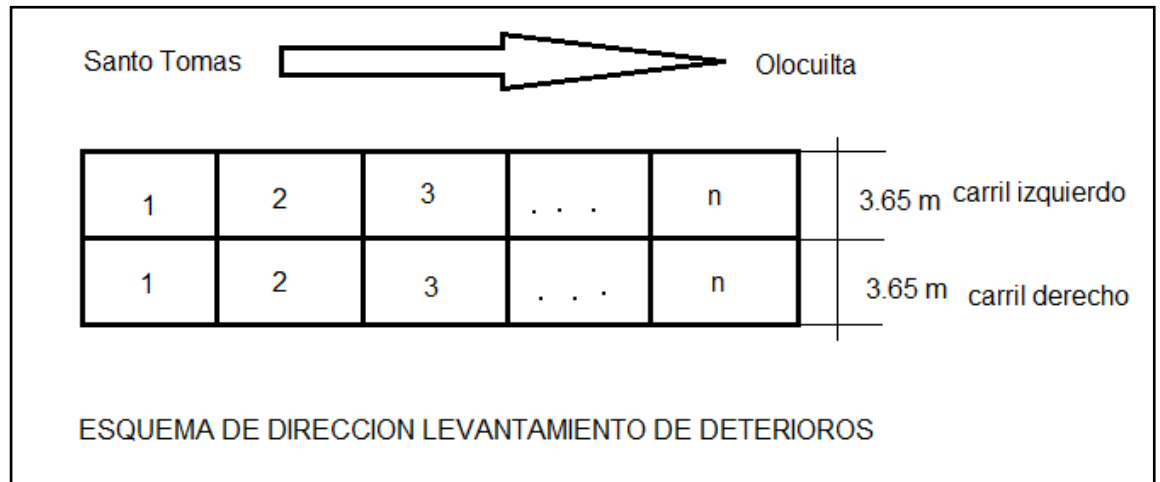 Santo Tomas
Olocuilta
1 2 3 . . . n
3.65 m carril izquierdo
1 2 3 . . . n
3.65 m carril derecho
ESQUEMA DE DIRECCION LEVANTAMIENTO DE DETERIOROS